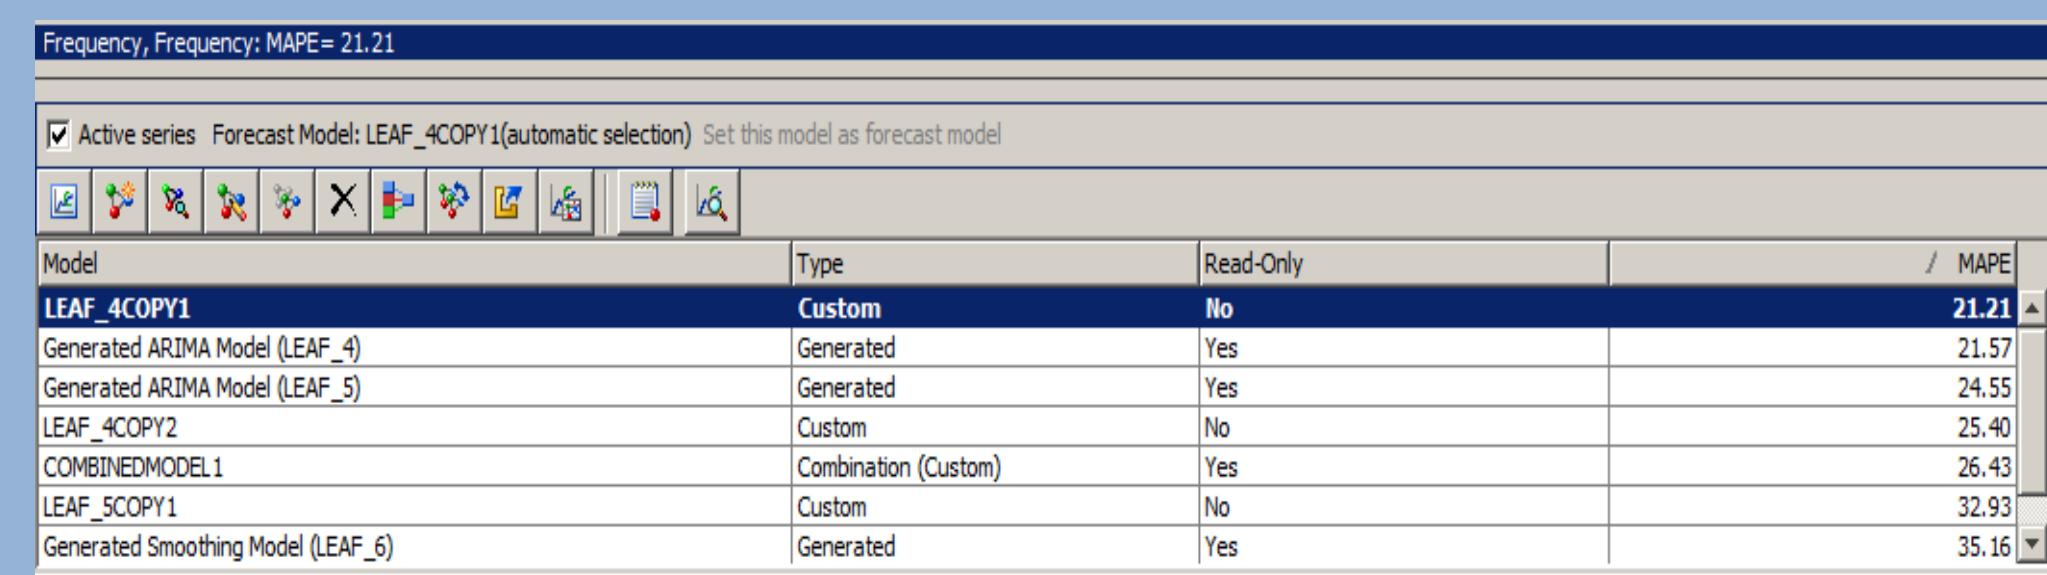 Frequency, Frequency: MAPE= 21.21
Active series Forecast Model: LEAF_4COPY1(automatic selection) Set this model as forecast model
Model Type Read-Only / MAPE
LEAF_4COPY1 Custom No 21.21
Generated ARIMA Model (LEAF_4) Generated Yes 21.57
Generated ARIMA Model (LEAF_5) Generated Yes 24.55
LEAF_4COPY2 Custom No 25.40
COMBINEDMODEL1 Combination (Custom) Yes 26.43
LEAF_5COPY1 Custom No 32.93
Generated Smoothing Model (LEAF_6) Generated Yes 35.16